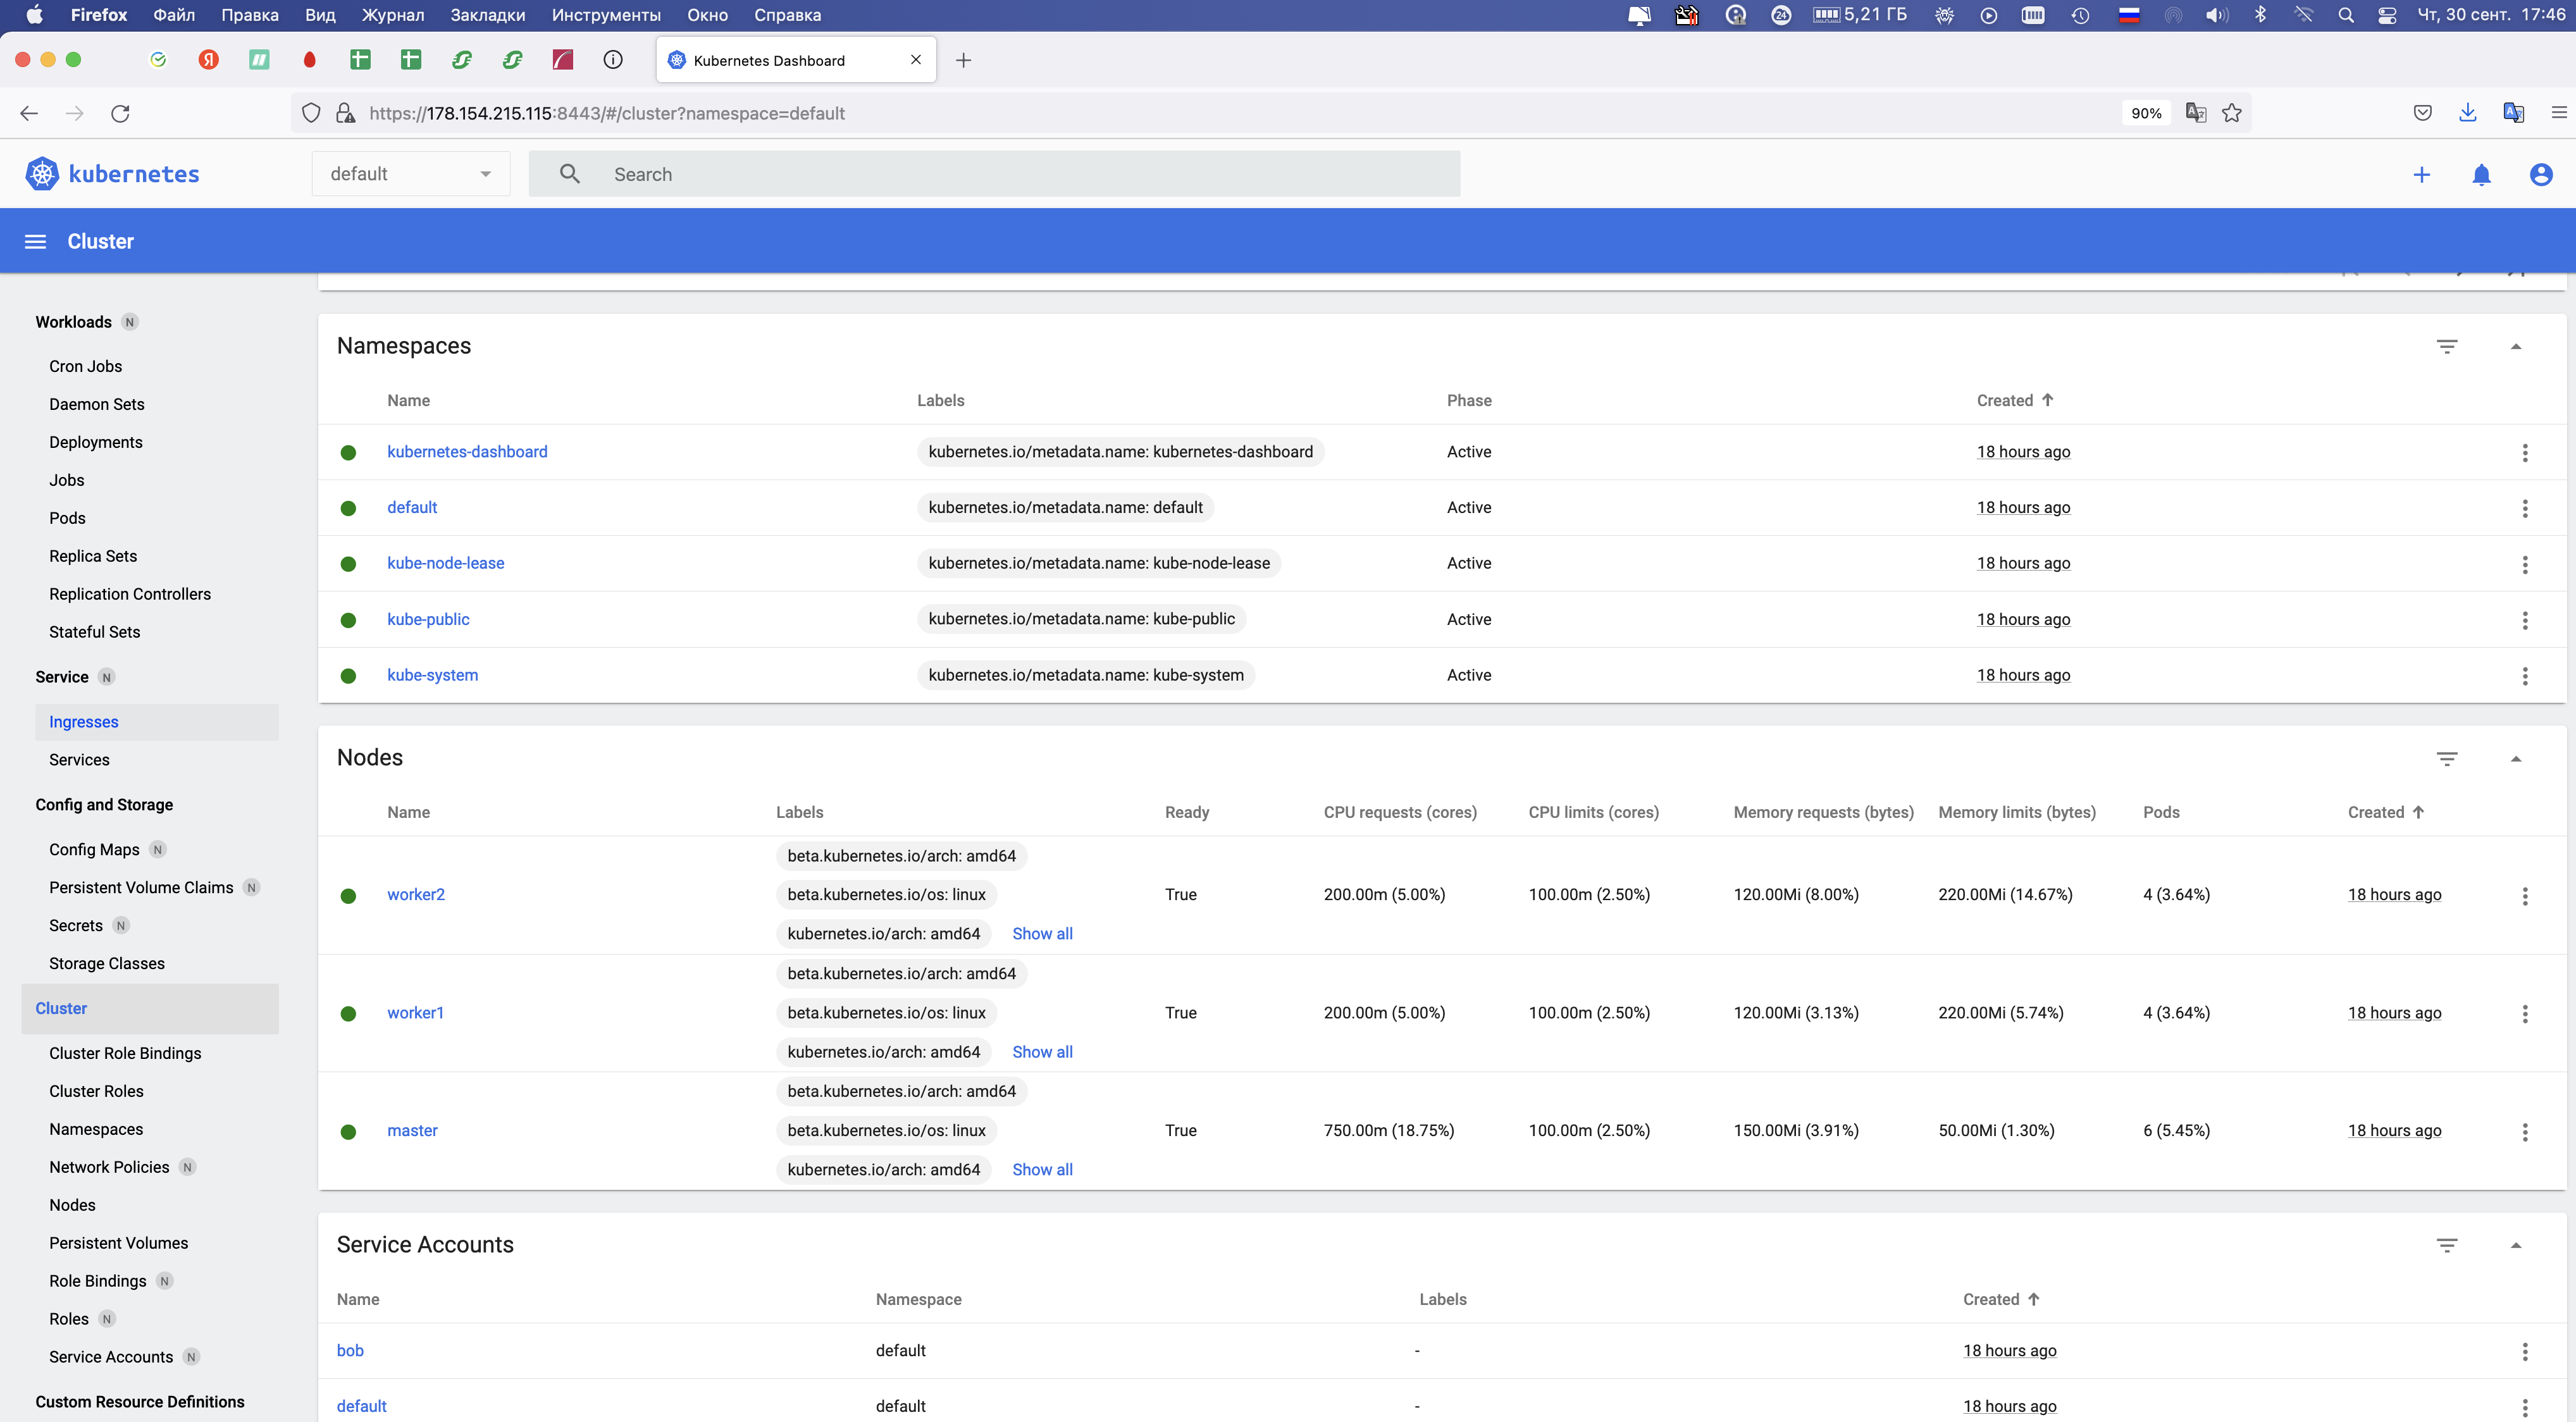 Firefox Файл Правка Вид Журнал Закладки Инструменты Окно Справка 24 5,21 ГБ Чт, 30 сент. 17:46
Я Kubernetes Dashboard
https://178.154.215.115:8443/#/cluster?namespace=default 90%
kubernetes default Search
Cluster
Workloads N
Cron Jobs
Daemon Sets
Deployments
Jobs
Pods
Replica Sets
Replication Controllers
Stateful Sets
Service N
Ingresses
Services
Config and Storage
Config Maps N
Persistent Volume Claims N
Secrets N
Storage Classes
Cluster
Cluster Role Bindings
Cluster Roles
Namespaces
Network Policies N
Nodes
Persistent Volumes
Role Bindings N
Roles N
Service Accounts N
Custom Resource Definitions
Namespaces
Name Labels Phase Created
kubernetes-dashboard kubernetes.io/metadata.name: kubernetes-dashboard Active 18 hours ago
default kubernetes.io/metadata.name: default Active 18 hours ago
kube-node-lease kubernetes.io/metadata.name: kube-node-lease Active 18 hours ago
kube-public kubernetes.io/metadata.name: kube-public Active 18 hours ago
kube-system kubernetes.io/metadata.name: kube-system Active 18 hours ago
Nodes
Name Labels Ready CPU requests (cores) CPU limits (cores) Memory requests (bytes) Memory limits (bytes) Pods Created
beta.kubernetes.io/arch: amd64
worker2 beta.kubernetes.io/os: linux True 200.00m (5.00%) 100.00m (2.50%) 120.00Mi (8.00%) 220.00Mi (14.67%) 4 (3.64%) 18 hours ago
kubernetes.io/arch: amd64 Show all
beta.kubernetes.io/arch: amd64
worker1 beta.kubernetes.io/os: linux True 200.00m (5.00%) 100.00m (2.50%) 120.00Mi (3.13%) 220.00Mi (5.74%) 4 (3.64%) 18 hours ago
kubernetes.io/arch: amd64 Show all
beta.kubernetes.io/arch: amd64
master beta.kubernetes.io/os: linux True 750.00m (18.75%) 100.00m (2.50%) 150.00Mi (3.91%) 50.00Mi (1.30%) 6 (5.45%) 18 hours ago
kubernetes.io/arch: amd64 Show all
Service Accounts
Name Namespace Labels Created
bob default - 18 hours ago
default default - 18 hours ago